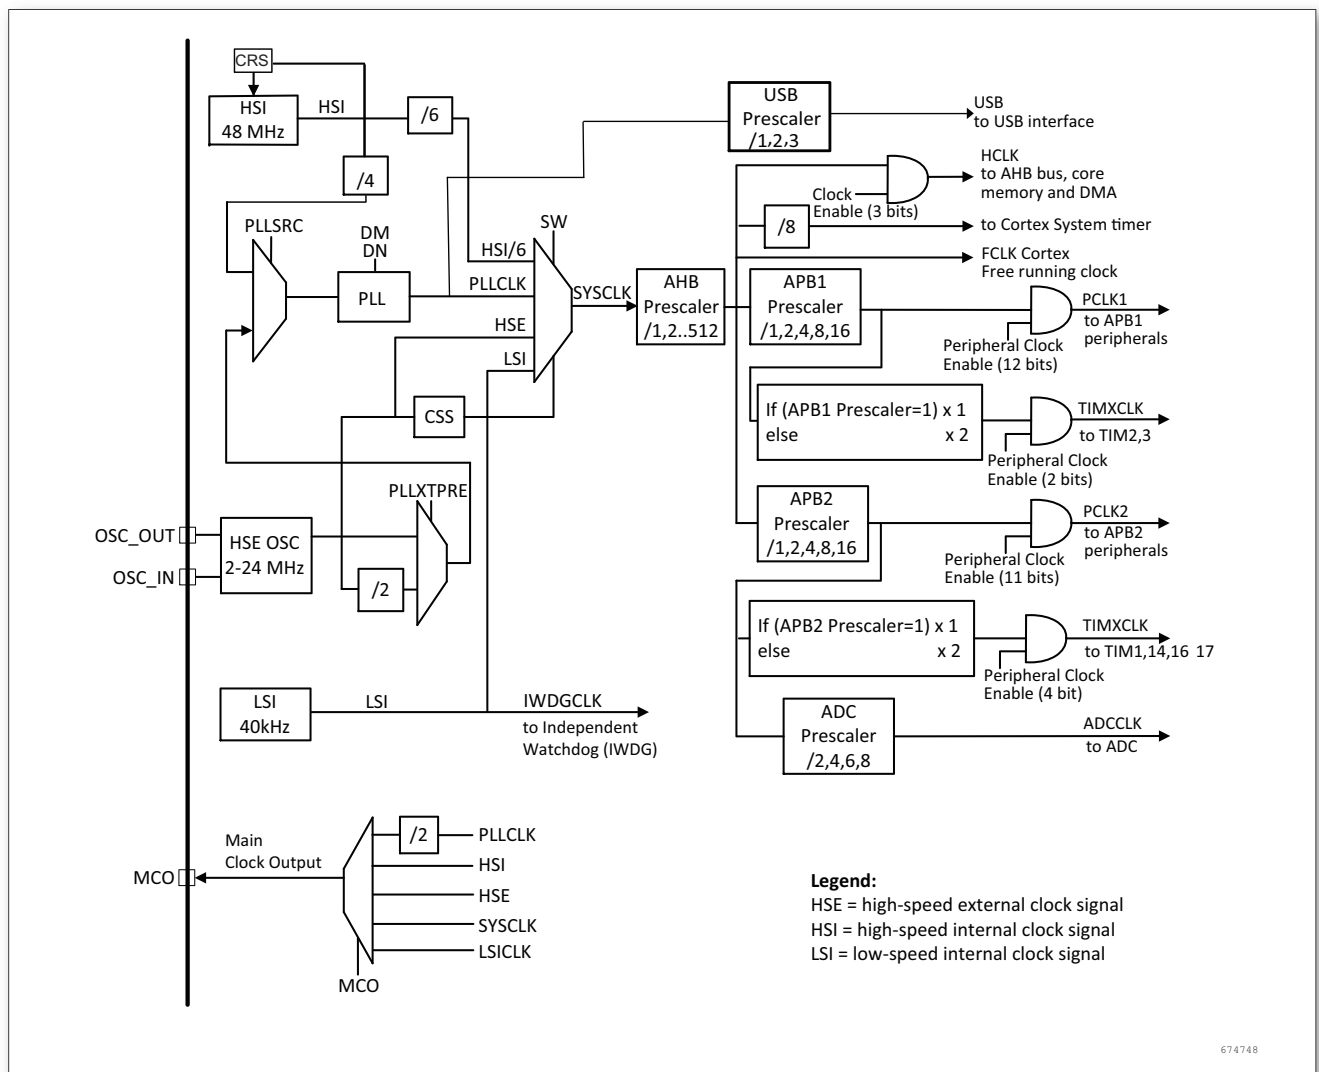 CRS
HSI
48 MHz
HSI
/6
/4
PLLSRC
DM
DN
PLL
SW
HSI/6
PLLCLK
HSE
LSI
SYSCLK
CSS
PLLXTPRE
OSC_OUT
OSC_IN
HSE OSC
2-24 MHz
/2
LSI
40kHz
LSI
IWDGCLK
to Independent
Watchdog (IWDG)
USB
Prescaler
/1,2,3
USB
to USB interface
HCLK
to AHB bus, core
memory and DMA
Clock
Enable (3 bits)
/8
to Cortex System timer
FCLK Cortex
Free running clock
AHB
Prescaler
/1,2..512
APB1
Prescaler
/1,2,4,8,16
PCLK1
to APB1
peripherals
Peripheral Clock
Enable (12 bits)
If (APB1 Prescaler=1) x 1
else x 2
TIMXCLK
to TIM2,3
Peripheral Clock
Enable (2 bits)
APB2
Prescaler
/1,2,4,8,16
PCLK2
to APB2
peripherals
Peripheral Clock
Enable (11 bits)
If (APB2 Prescaler=1) x 1
else x 2
TIMXCLK
to TIM1,14,16 17
Peripheral Clock
Enable (4 bit)
ADC
Prescaler
/2,4,6,8
ADCCLK
to ADC
Main
Clock Output
MCO
/2
PLLCLK
HSI
HSE
SYSCLK
LSICLK
MCO
Legend:
HSE = high-speed external clock signal
HSI = high-speed internal clock signal
LSI = low-speed internal clock signal
674748